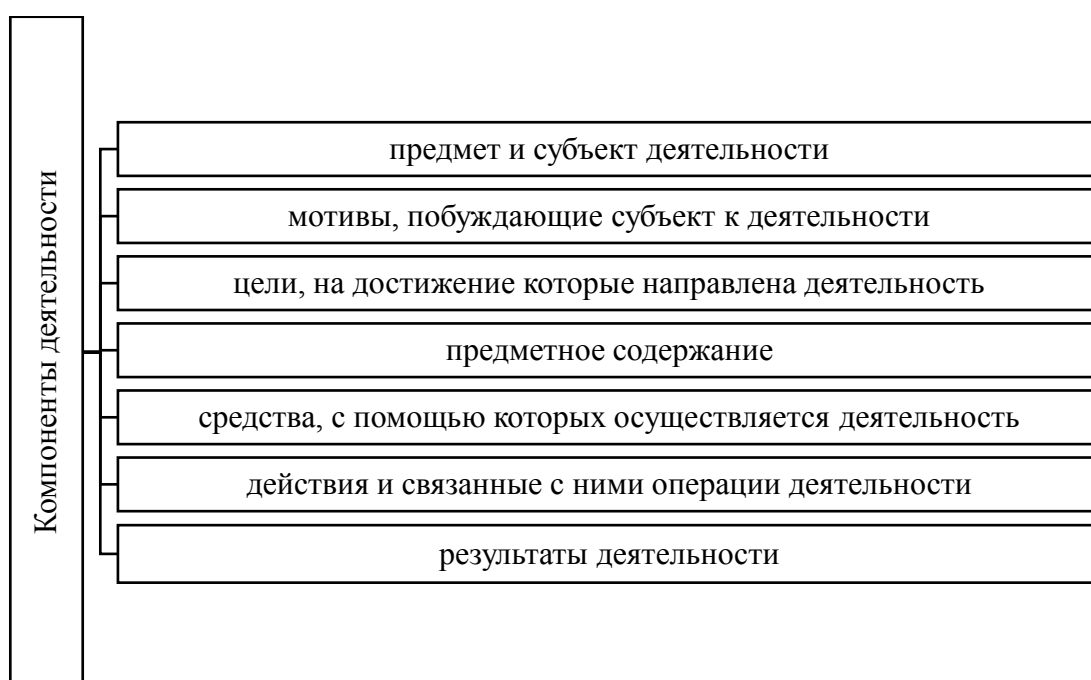 Компоненты деятельности
предмет и субъект деятельности
мотивы, побуждающие субъект к деятельности
цели, на достижение которые направлена деятельность
предметное содержание
средства, с помощью которых осуществляется деятельность
действия и связанные с ними операции деятельности
результаты деятельности